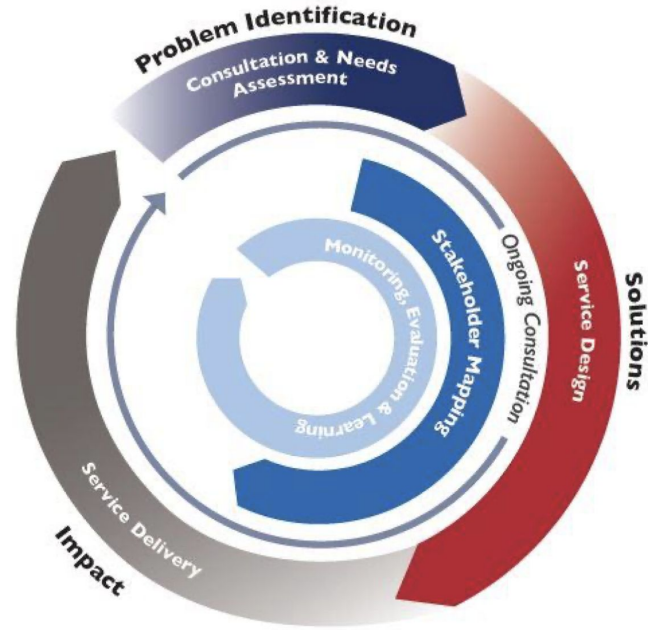 Problem Identification
Consultation & Needs
Assessment
Solutions
Service Design
Ongoing Consultation
Stakeholder Mapping
Monitoring, Evaluation & Learning
Service Delivery
Impact